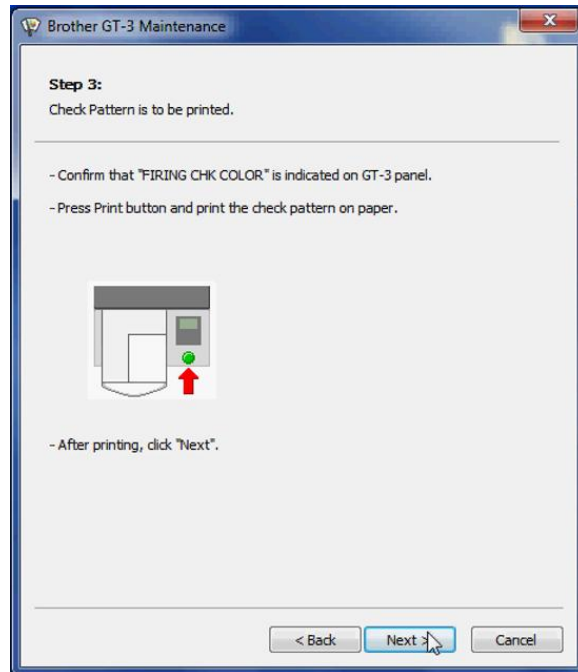 Brother GT-3 Maintenance
Step 3:
Check Pattern is to be printed.
- Confirm that "FIRING CHK COLOR" is indicated on GT-3 panel.
- Press Print button and print the check pattern on paper.
- After printing, click "Next".
< Back Next > Cancel